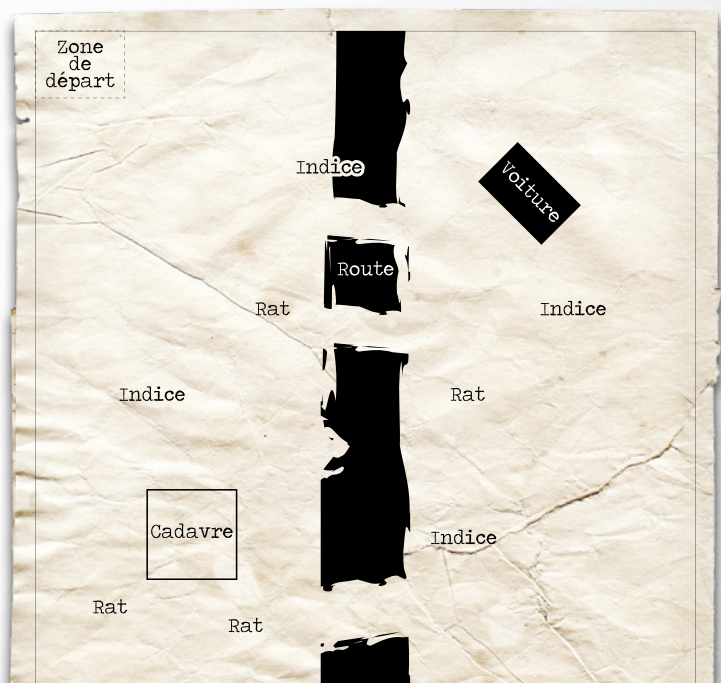 Zone
de
départ
Indice
Voiture
Route
Rat
Indice
Indice
Rat
Cadavre
Indice
Rat
Rat